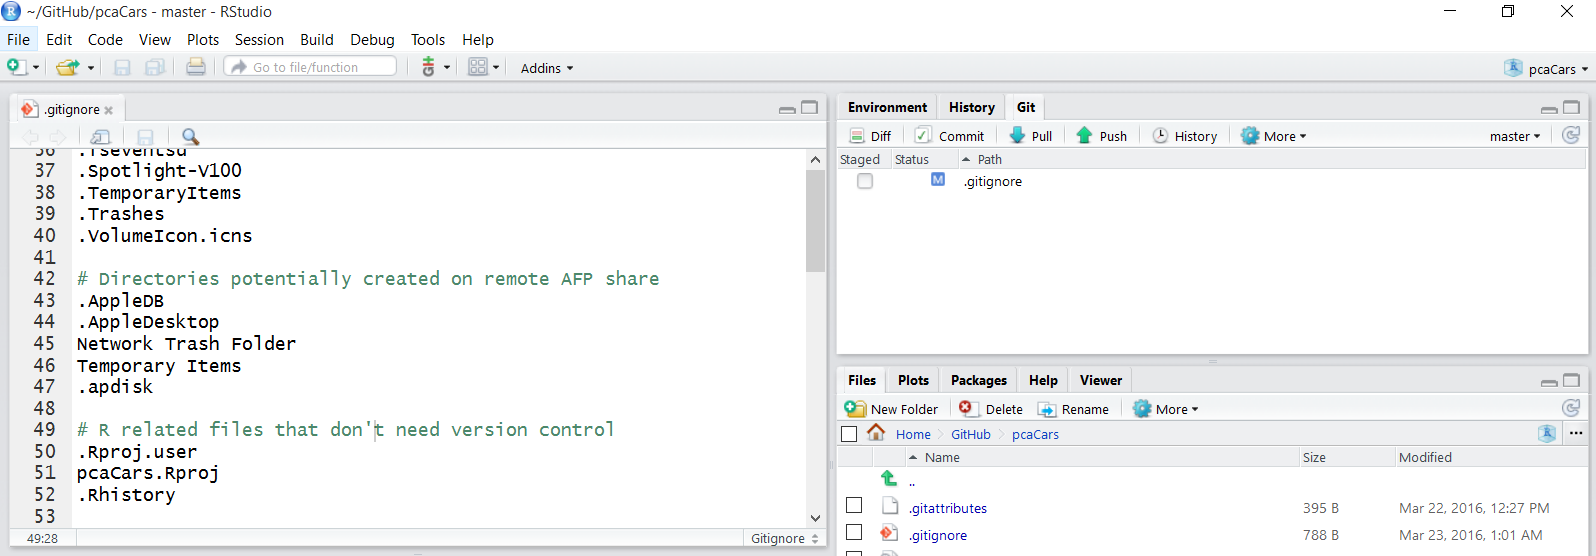 ~/GitHub/pcaCars - master - RStudio
File Edit Code View Plots Session Build Debug Tools Help
Go to file/function Addins pcaCars
.gitignore
36 .fseventsd
37 .Spotlight-V100
38 .TemporaryItems
39 .Trashes
40 .VolumeIcon.icns
41
42 # Directories potentially created on remote AFP share
43 .AppleDB
44 .AppleDesktop
45 Network Trash Folder
46 Temporary Items
47 .apdisk
48
49 # R related files that don't need version control
50 .Rproj.user
51 pcaCars.Rproj
52 .Rhistory
53
49:28 Gitignore
Environment History Git
Diff Commit Pull Push History More master
Staged Status Path
M .gitignore
Files Plots Packages Help Viewer
New Folder Delete Rename More
Home GitHub pcaCars
Name Size Modified
..
.gitattributes 395 B Mar 22, 2016, 12:27 PM
.gitignore 788 B Mar 23, 2016, 1:01 AM